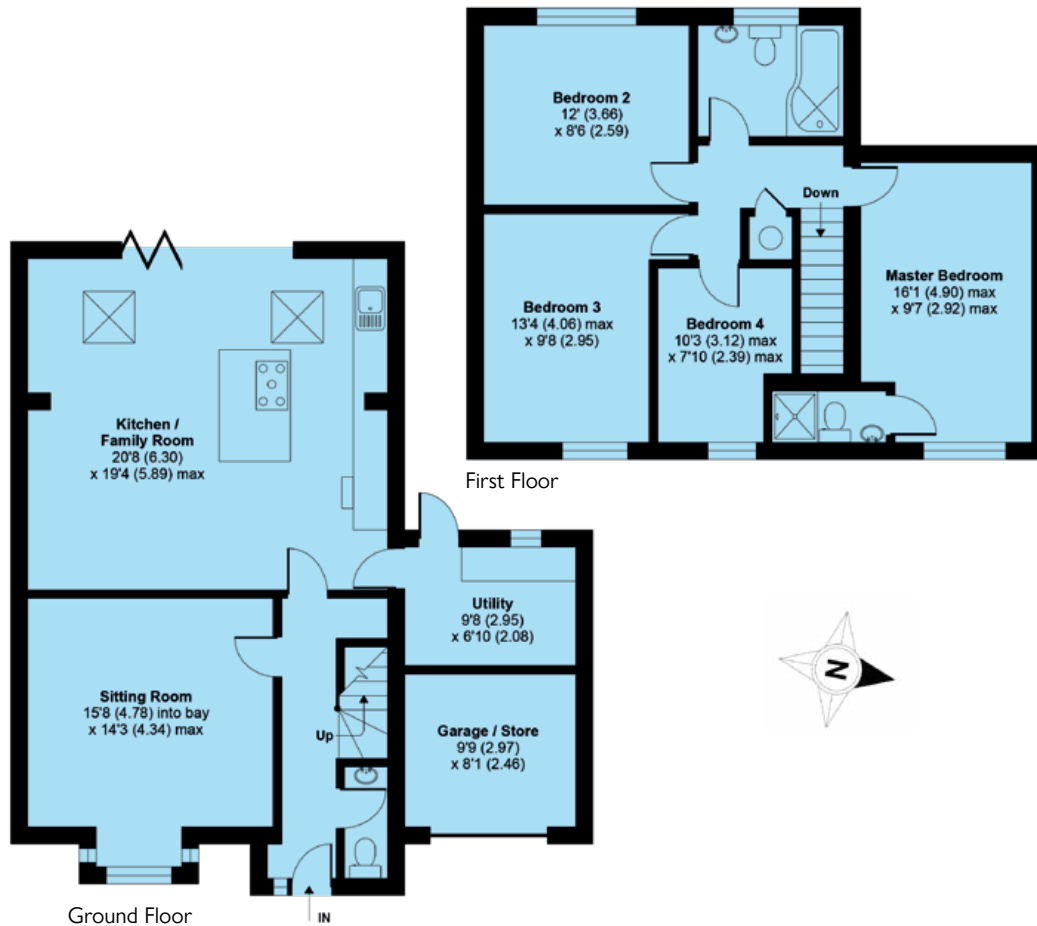 Bedroom 2
12' (3.66)
x 8'6 (2.59)
Down
Master Bedroom
16'1 (4.90) max
x 9'7 (2.92) max
Bedroom 3
13'4 (4.06) max
x 9'8 (2.95)
Bedroom 4
10'3 (3.12) max
x 7'10 (2.39) max
First Floor
Kitchen /
Family Room
20'8 (6.30)
x 19'4 (5.89) max
Utility
9'8 (2.95)
x 6'10 (2.08)
Sitting Room
15'8 (4.78) into bay
x 14'3 (4.34) max
Up
Garage / Store
9'9 (2.97)
x 8'1 (2.46)
N
Ground Floor
IN